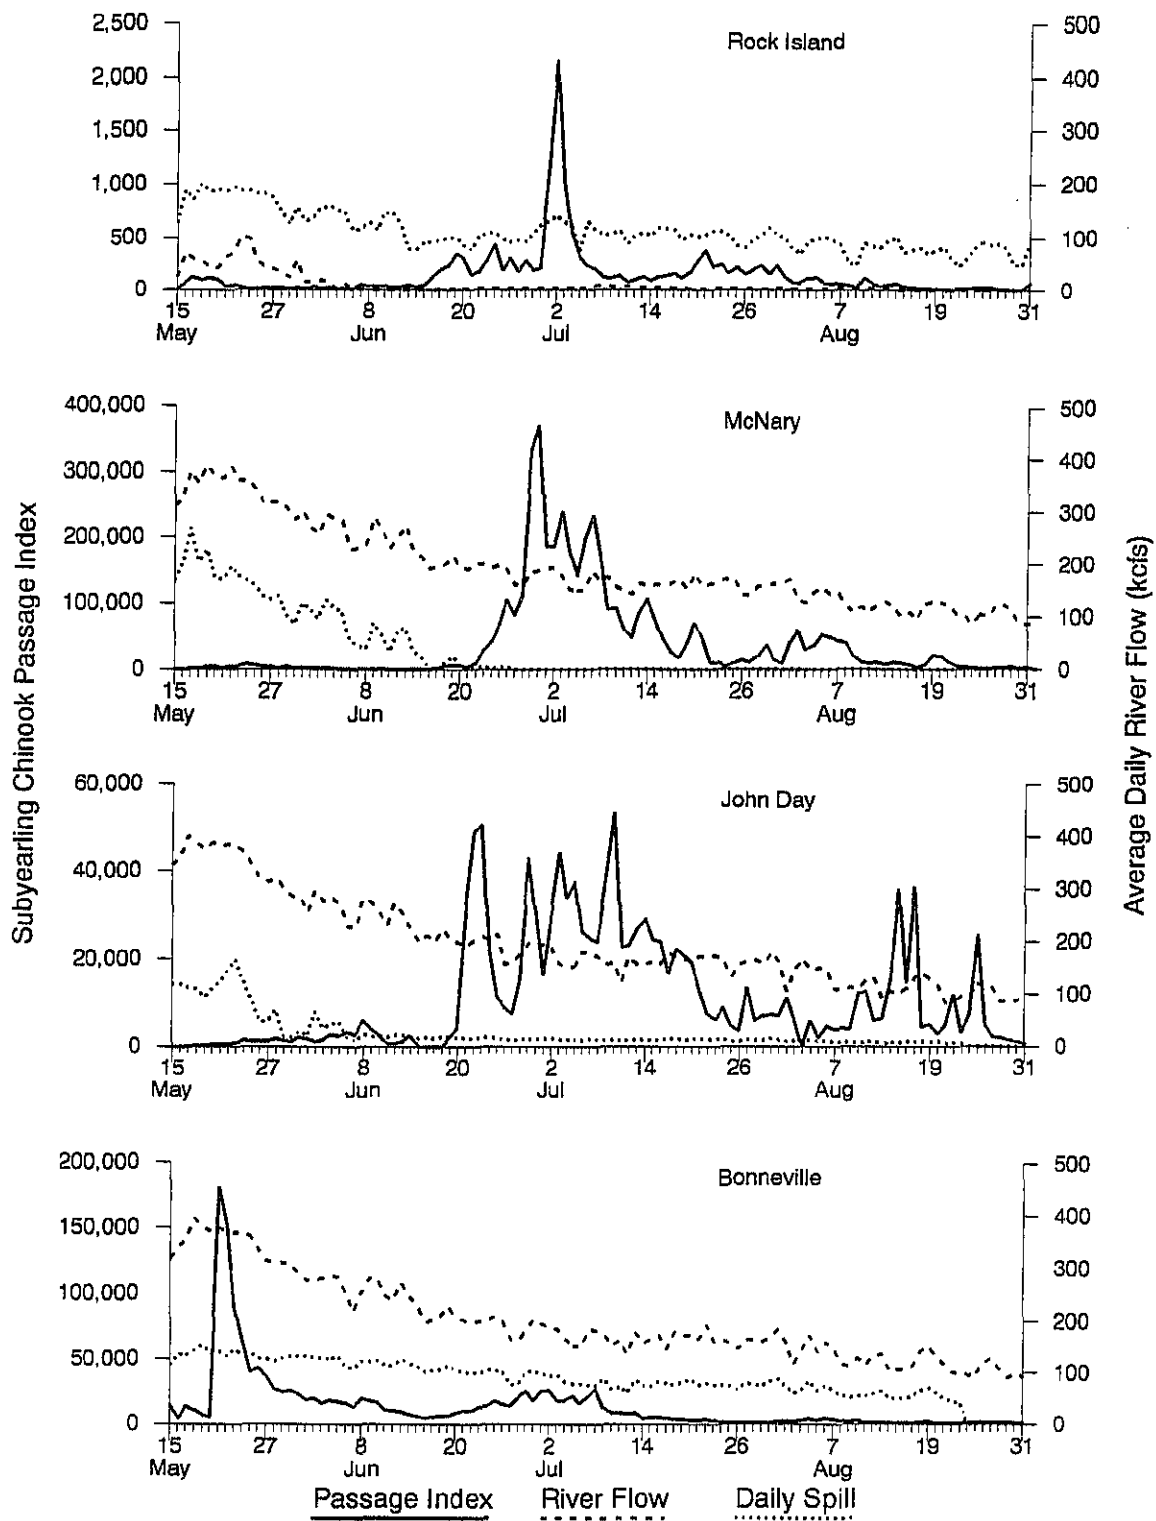 Subyearling Chinook Passage Index
Average Daily River Flow (kcfs)
Rock Island
2,500
2,000
1,500
1,000
500
0
500
400
300
200
100
0
15 27 8 20 2 14 26 7 19 31
May Jun Jul Aug
McNary
400,000
300,000
200,000
100,000
0
500
400
300
200
100
0
15 27 8 20 2 14 26 7 19 31
May Jun Jul Aug
John Day
60,000
40,000
20,000
0
500
400
300
200
100
0
15 27 8 20 2 14 26 7 19 31
May Jun Jul Aug
Bonneville
200,000
150,000
100,000
50,000
0
500
400
300
200
100
0
15 27 8 20 2 14 26 7 19 31
May Jun Jul Aug
Passage Index River Flow Daily Spill